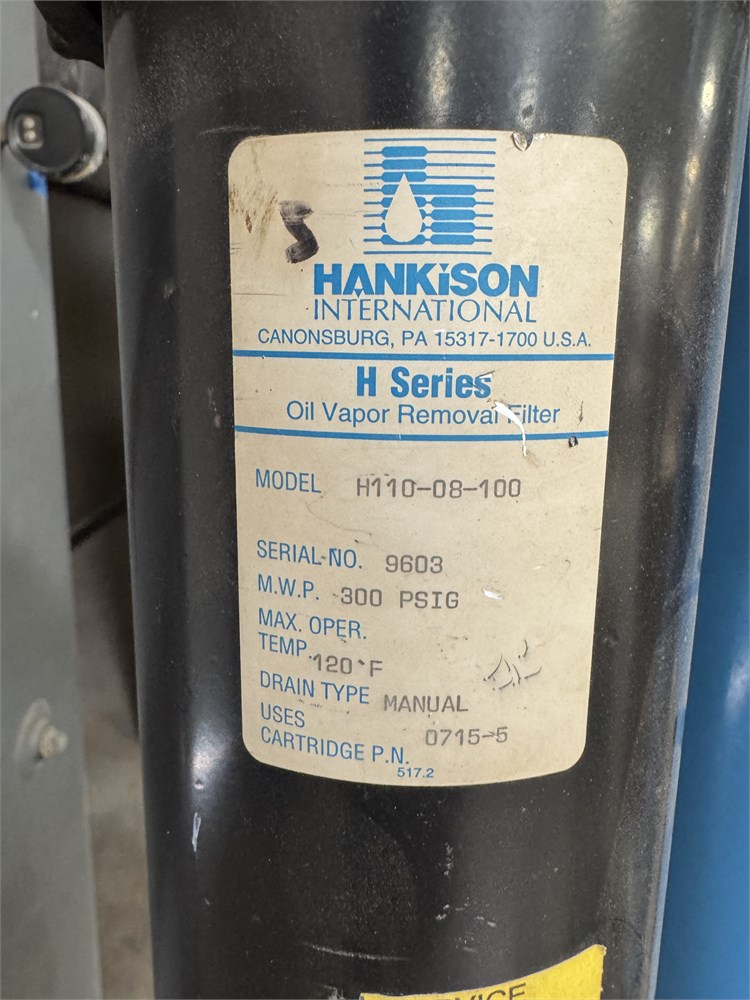 HANKiSON
INTERNATIONAL
CANONSBURG, PA 15317-1700 U.S.A.
H Series
Oil Vapor Removal Filter
MODEL H110-08-100
SERIAL NO. 9603
M.W.P. 300 PSIG
MAX. OPER.
TEMP. 120°F
DRAIN TYPE MANUAL
USES
CARTRIDGE P.N. 0715-5
517.2